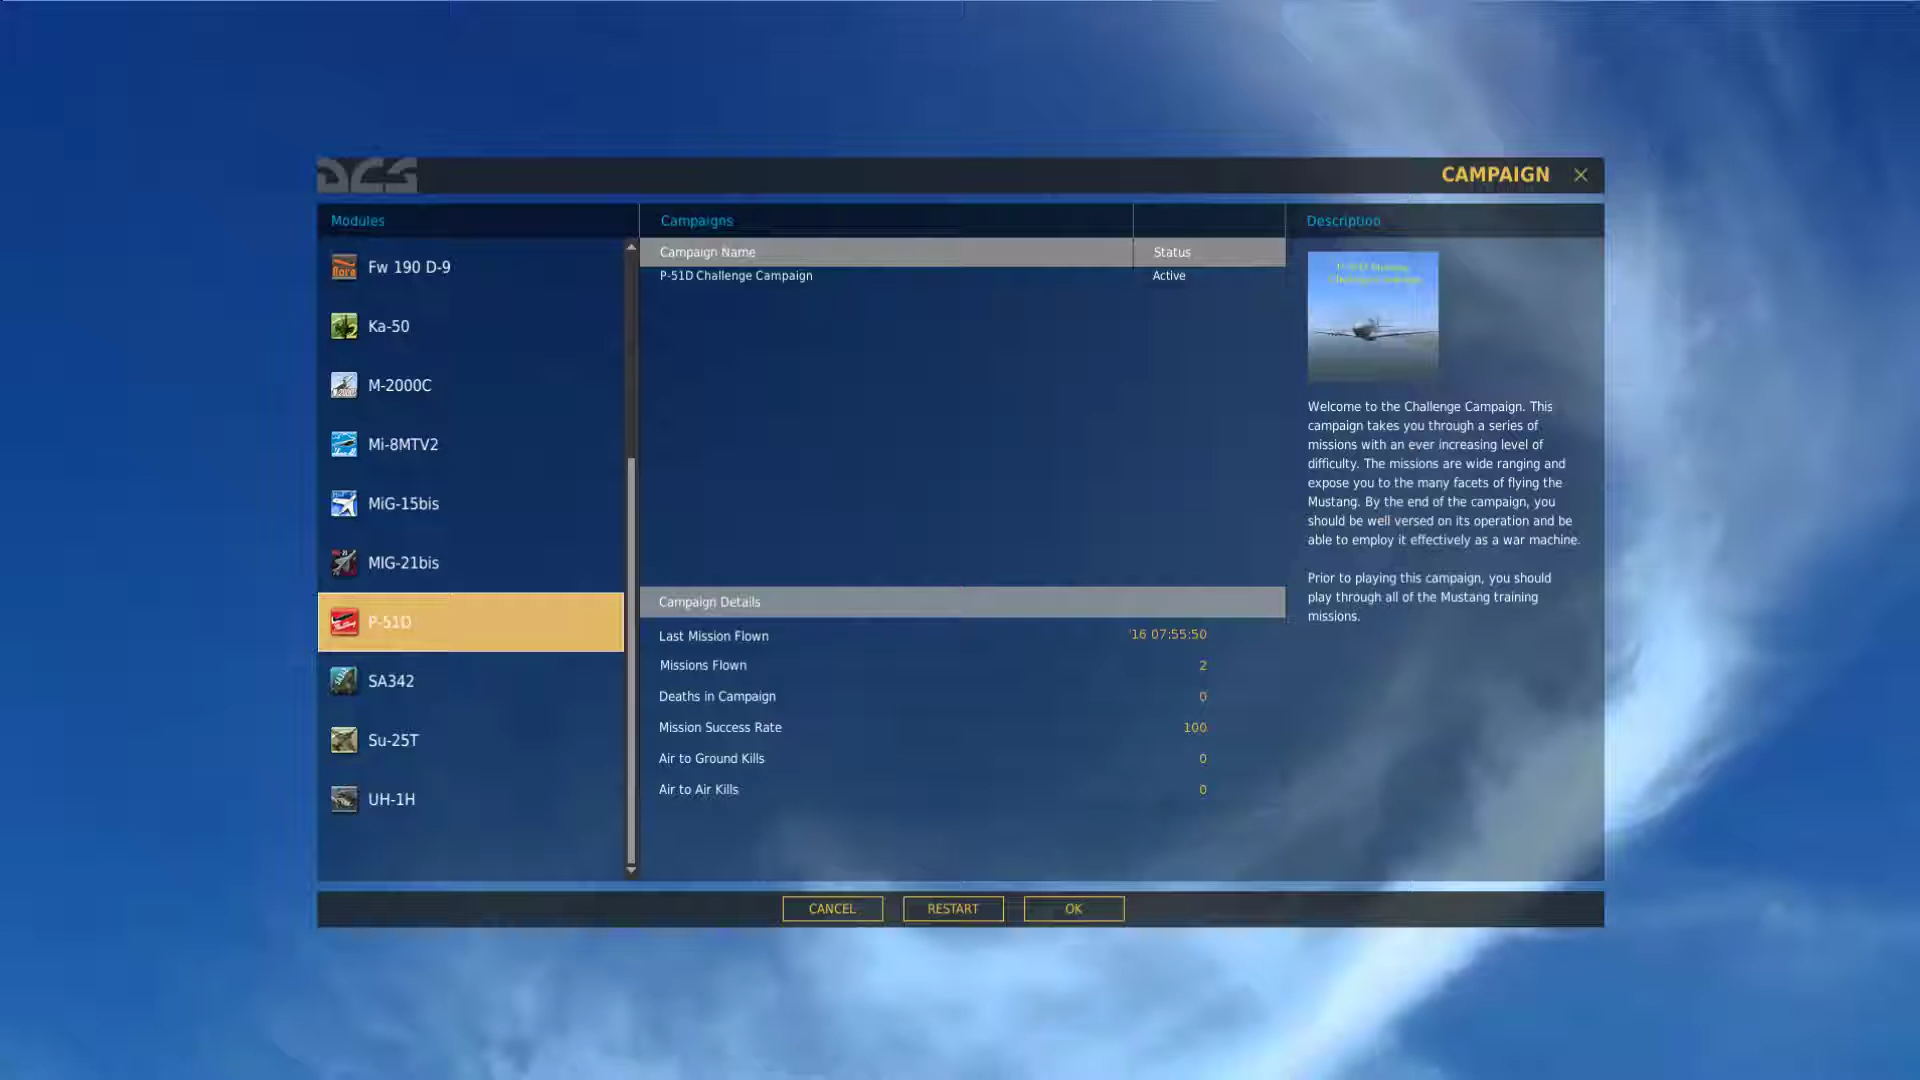 DCS
CAMPAIGN
Modules
Campaigns
Description
Fw 190 D-9
Ka-50
M-2000C
Mi-8MTV2
MiG-15bis
MIG-21bis
P-51D
SA342
Su-25T
UH-1H
Campaign Name Status
P-51D Challenge Campaign Active
Campaign Details
Last Mission Flown '16 07:55:50
Missions Flown 2
Deaths in Campaign 0
Mission Success Rate 100
Air to Ground Kills 0
Air to Air Kills 0
Welcome to the Challenge Campaign. This
campaign takes you through a series of
missions with an ever increasing level of
difficulty. The missions are wide ranging and
expose you to the many facets of flying the
Mustang. By the end of the campaign, you
should be well versed on its operation and be
able to employ it effectively as a war machine.
Prior to playing this campaign, you should
play through all of the Mustang training
missions.
CANCEL RESTART OK